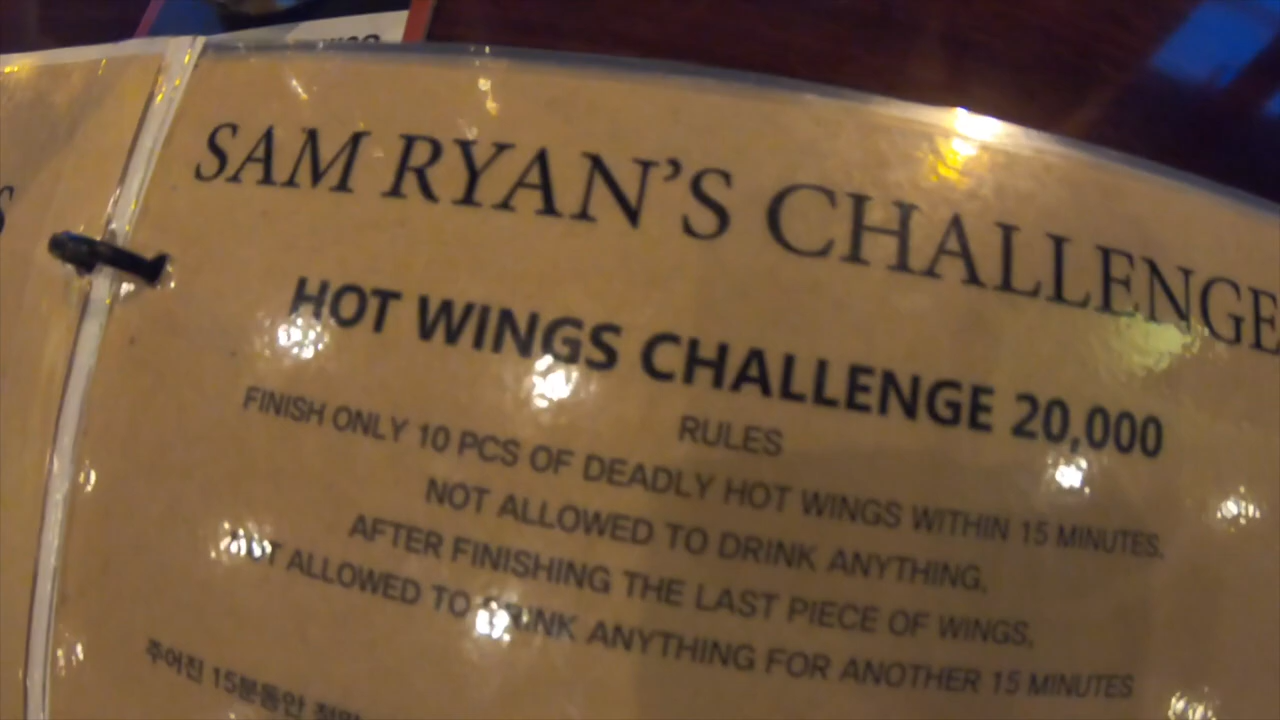 SAM RYAN'S CHALLENGE
HOT WINGS CHALLENGE 20,000
RULES
FINISH ONLY 10 PCS OF DEADLY HOT WINGS WITHIN 15 MINUTES.
NOT ALLOWED TO DRINK ANYTHING,
AFTER FINISHING THE LAST PIECE OF WINGS,
NOT ALLOWED TO DRINK ANYTHING FOR ANOTHER 15 MINUTES
주어진 15분동안